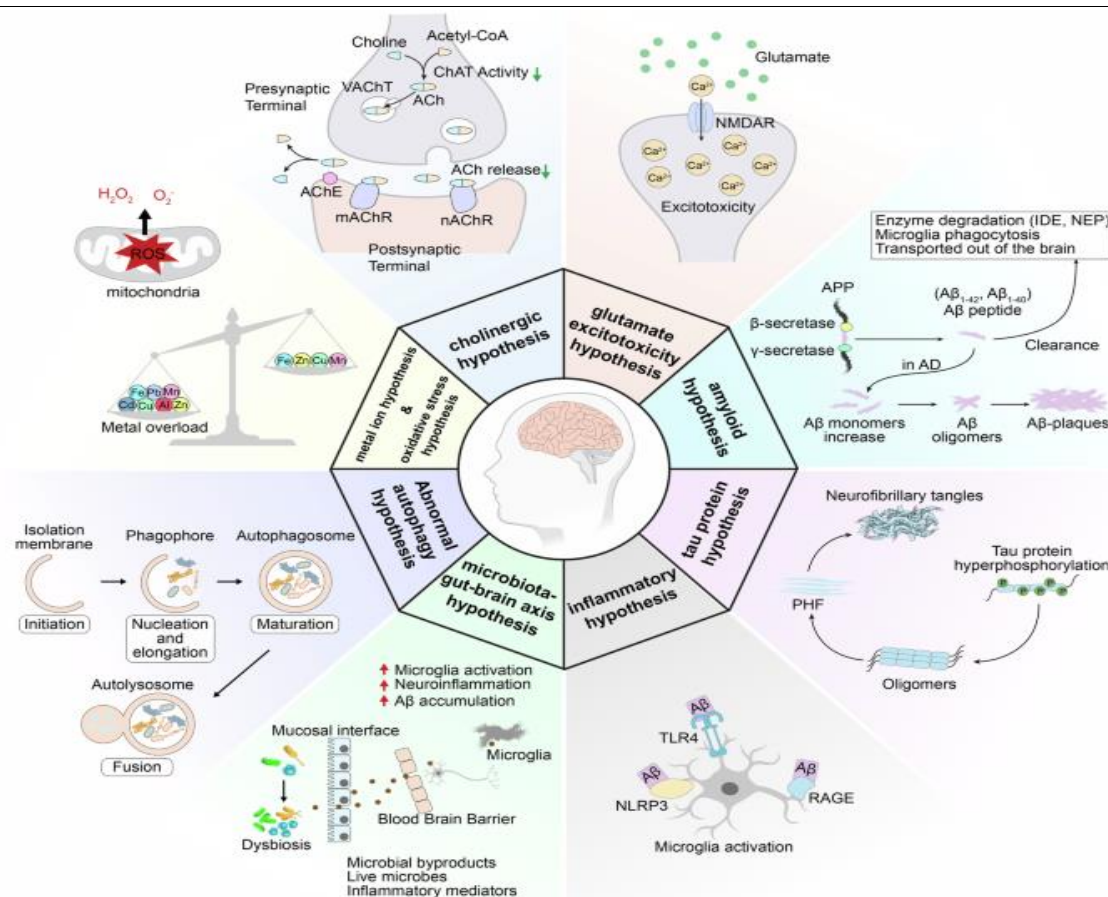 Choline
Acetyl-CoA
ChAT Activity
VAChT
ACh
Presynaptic
Terminal
ACh release
AChE
mAChR
nAChR
Postsynaptic
Terminal
Glutamate
Ca²⁺
NMDAR
Ca²⁺
Ca²⁺
Ca²⁺
Ca²⁺
Ca²⁺
Ca²⁺
Ca²⁺
Excitotoxicity
H₂O₂ O₂⁻
ROS
mitochondria
Fe Zn Cu Mn
Fe Pb Mn
Cd Cu Al Zn
Metal overload
Enzyme degradation (IDE, NEP)
Microglia phagocytosis
Transported out of the brain
APP
(Aβ₁₋₄₂, Aβ₁₋₄₀)
Aβ peptide
β-secretase
γ-secretase
Clearance
in AD
Aβ monomers
increase
Aβ
oligomers
Aβ-plaques
cholinergic
hypothesis
glutamate
excitotoxicity
hypothesis
metal ion hypothesis
&
oxidative stress
hypothesis
amyloid
hypothesis
Abnormal
autophagy
hypothesis
tau protein
hypothesis
microbiota-
gut-brain axis
hypothesis
inflammatory
hypothesis
Isolation
membrane
Phagophore
Autophagosome
Initiation
Nucleation
and
elongation
Maturation
Autolysosome
Fusion
Neurofibrillary tangles
Tau protein
hyperphosphorylation
P
P
P
P
P
PHF
Oligomers
Microglia activation
Neuroinflammation
Aβ accumulation
Mucosal interface
Microglia
Blood Brain Barrier
Dysbiosis
Microbial byproducts
Live microbes
Inflammatory mediators
Aβ
TLR4
Aβ
NLRP3
Aβ
RAGE
Microglia activation